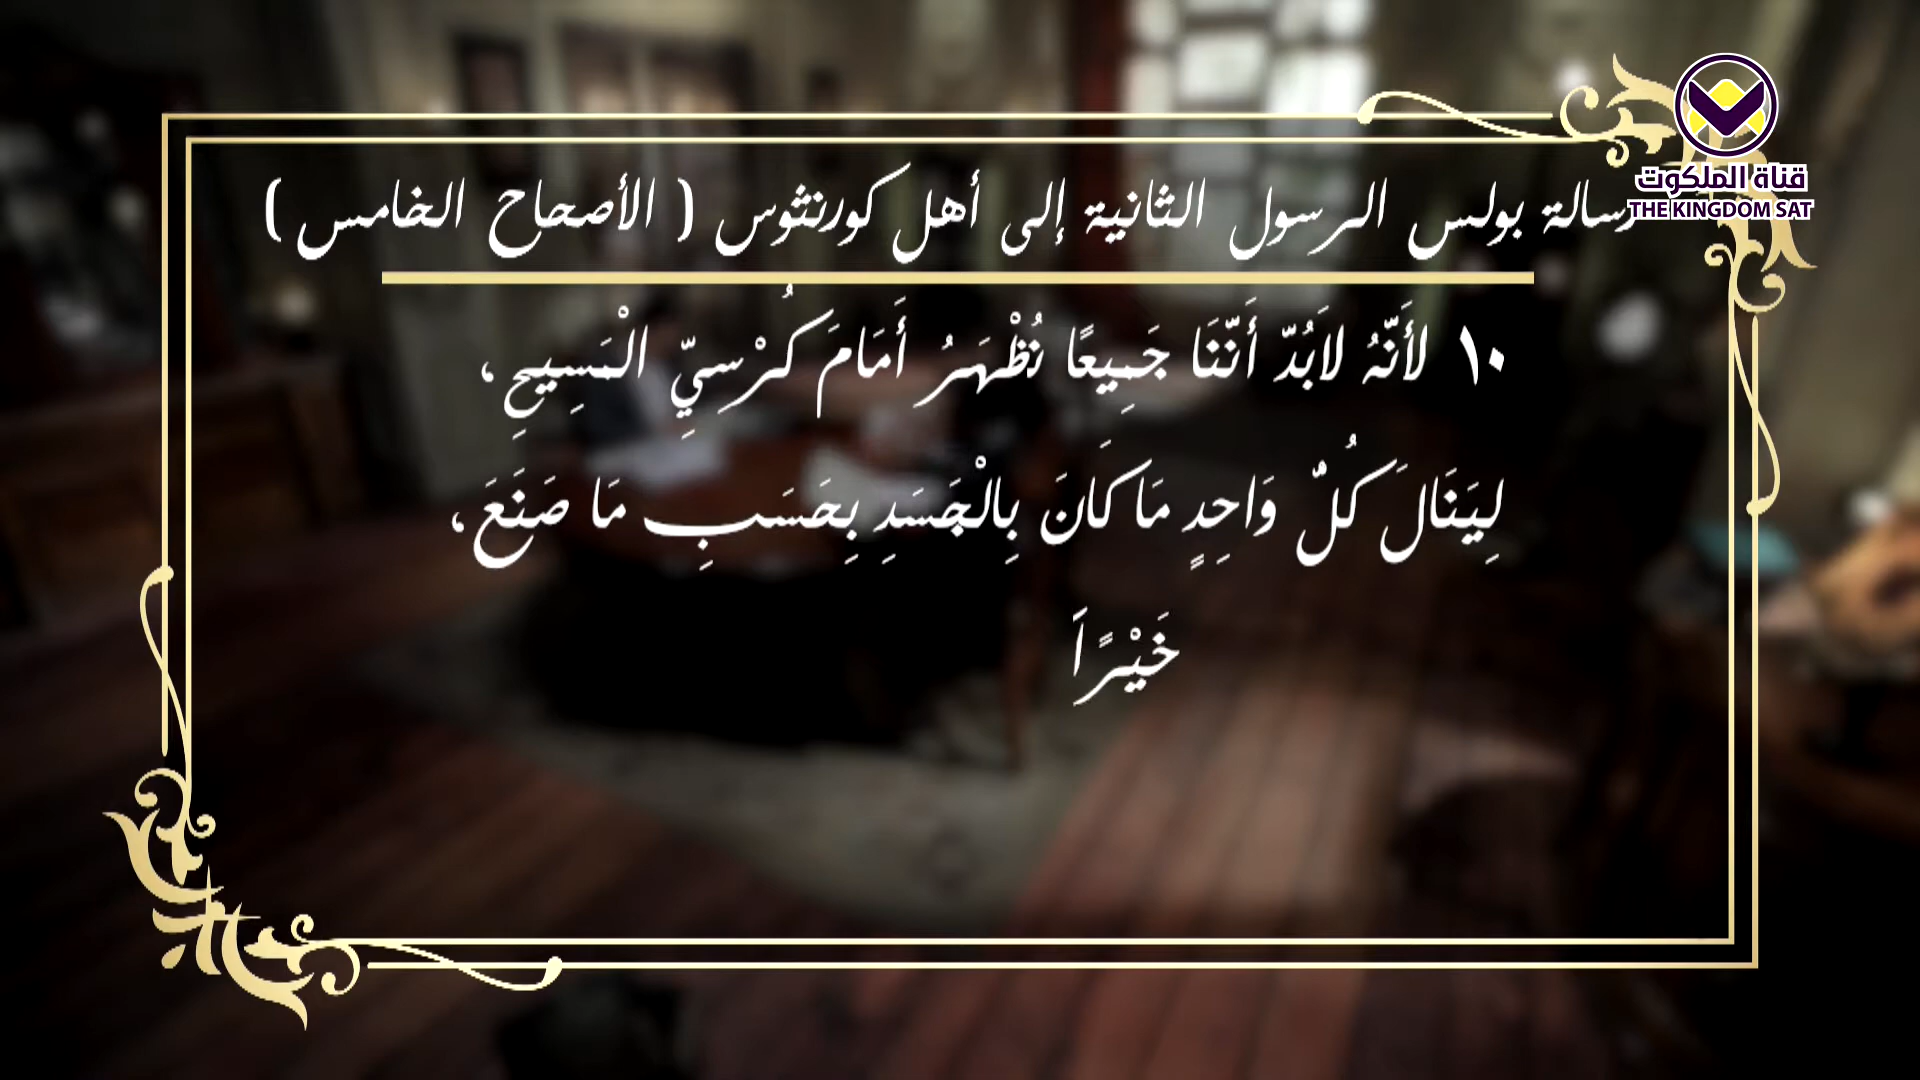 قناة الملكوت
THE KINGDOM SAT
رسالة بولس الرسول الثانية إلى أهل كورنثوس ( الأصحاح الخامس )
١٠ لأَنَّهُ لاَبُدَّ أَنَّنَا جَمِيعًا نُظْهَرُ أَمَامَ كُرْسِيِّ الْمَسِيحِ،
لِيَنَالَ كُلُّ وَاحِدٍ مَا كَانَ بِالْجَسَدِ بِحَسَبِ مَا صَنَعَ،
خَيْرًا